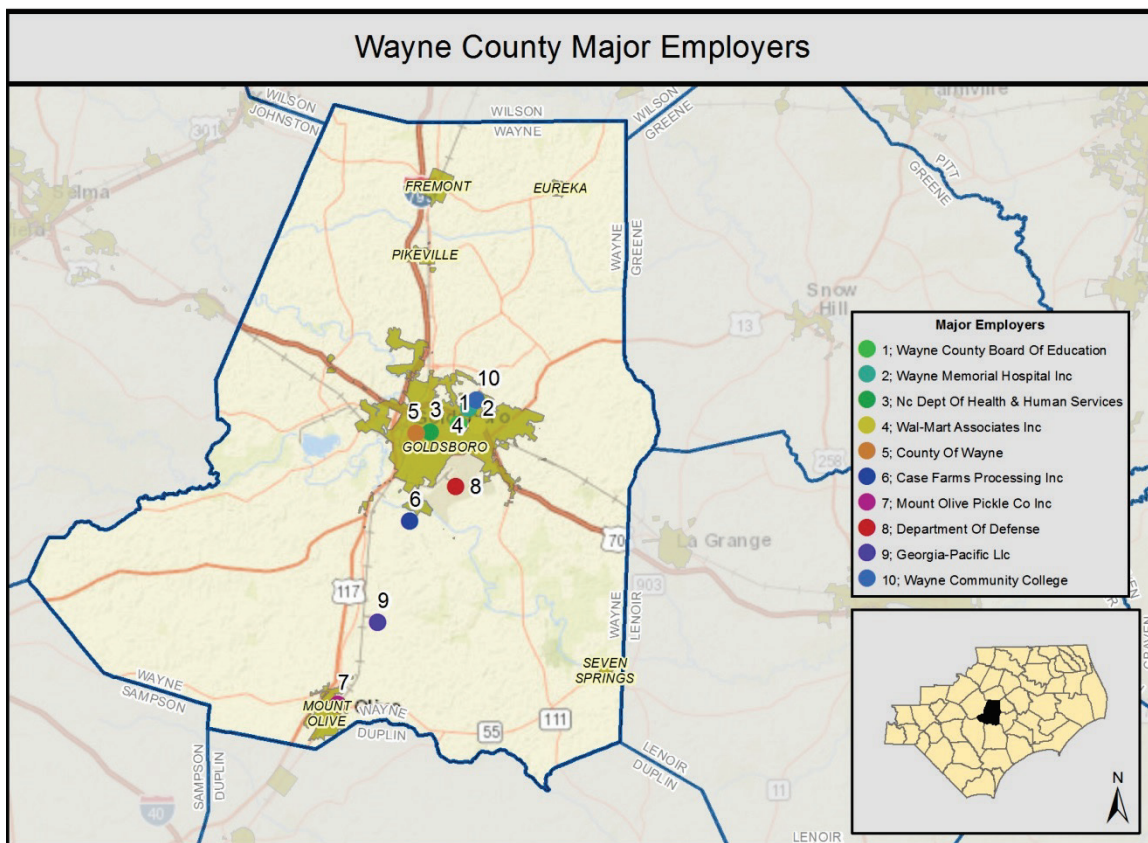 Wayne County Major Employers
WILSON
JOHNSTON
WILSON
WAYNE
WILSON
GREENE
301
Selma
PITT
GREENE
FREMONT
EUREKA
WAYNE
GREENE
PIKEVILLE
70
Snow
Hill
13
10
5
3
1
2
4
GOLDSBORO
6
8
258
70
La Grange
903
117
9
WAYNE
LENOIR
SEVEN
SPRINGS
WAYNE
SAMPSON
7
MOUNT
OLIVE
WAYNE
DUPLIN
55
111
SAMPSON
DUPLIN
LENOIR
DUPLIN
40
11
LENOIR
Major Employers
1; Wayne County Board Of Education
2; Wayne Memorial Hospital Inc
3; Nc Dept Of Health & Human Services
4; Wal-Mart Associates Inc
5; County Of Wayne
6; Case Farms Processing Inc
7; Mount Olive Pickle Co Inc
8; Department Of Defense
9; Georgia-Pacific Llc
10; Wayne Community College
N